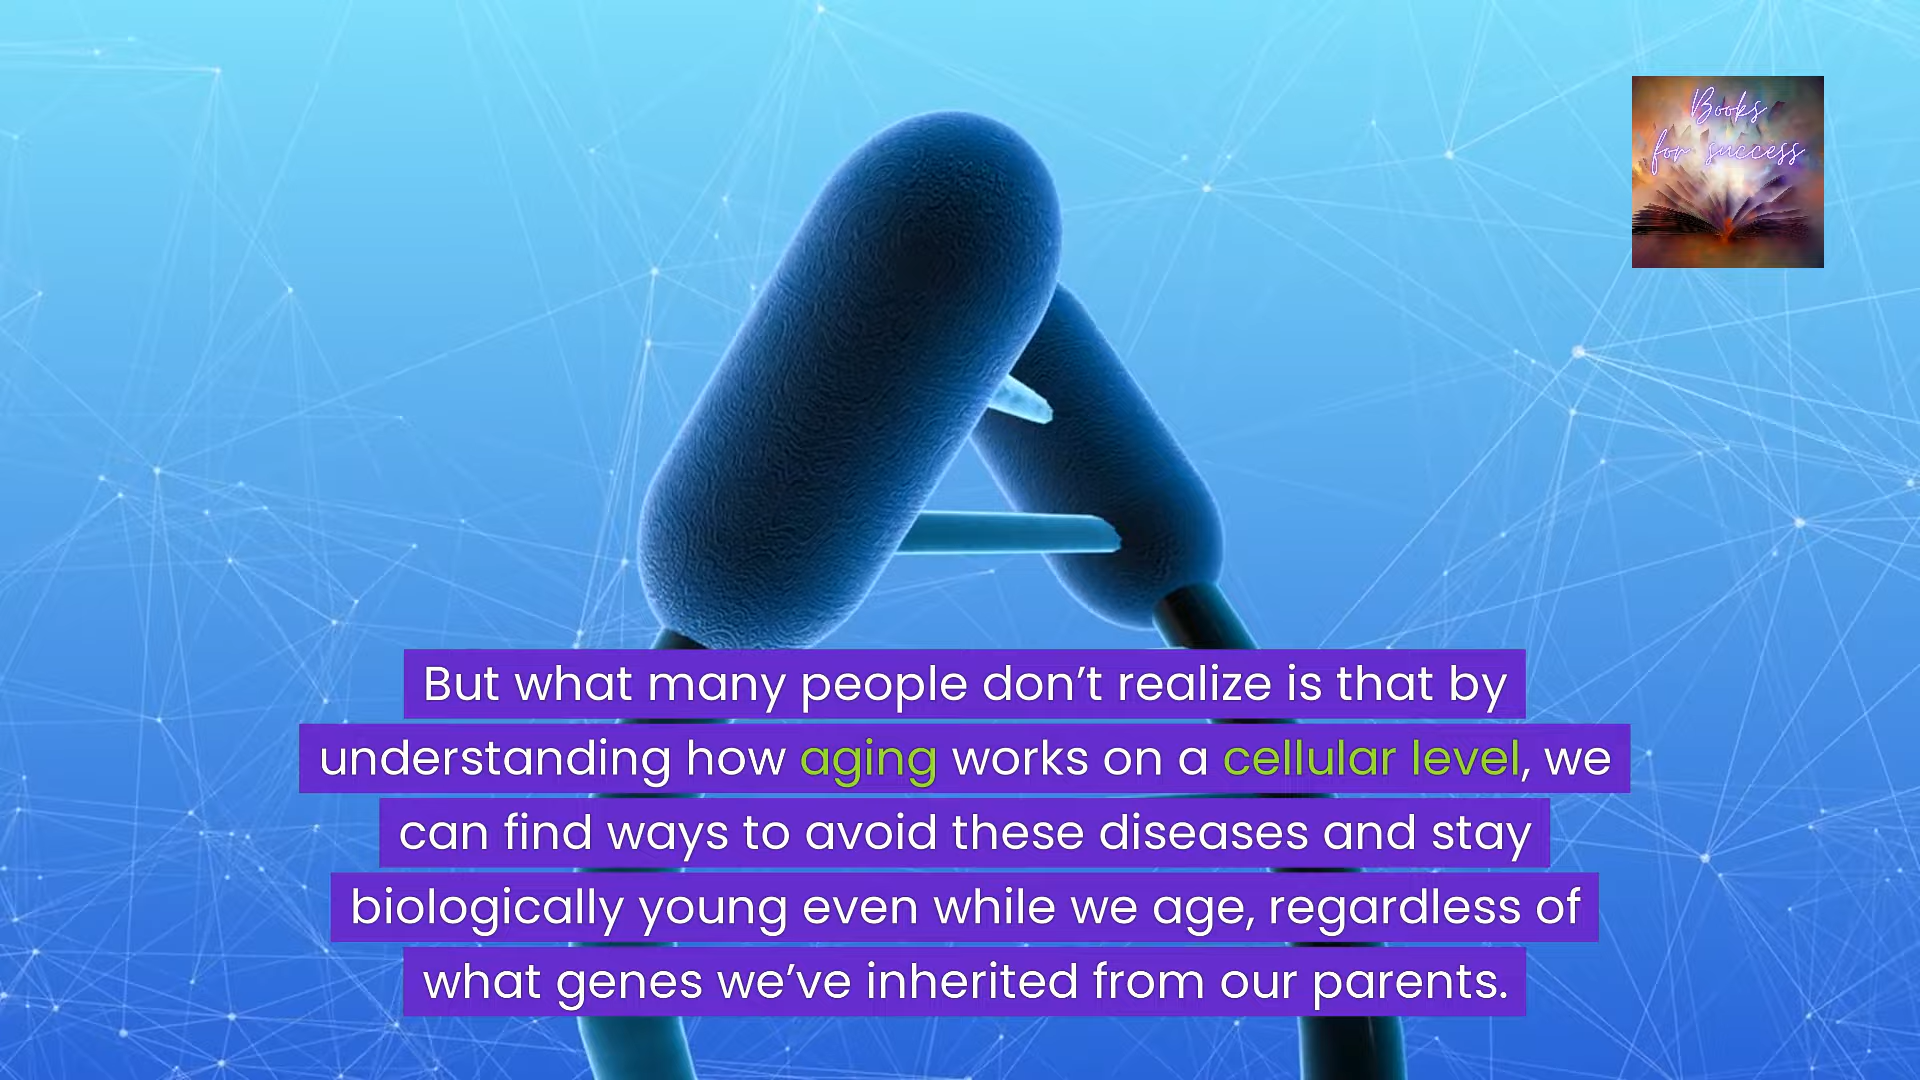 Books
for success
But what many people don’t realize is that by
understanding how aging works on a cellular level, we
can find ways to avoid these diseases and stay
biologically young even while we age, regardless of
what genes we’ve inherited from our parents.